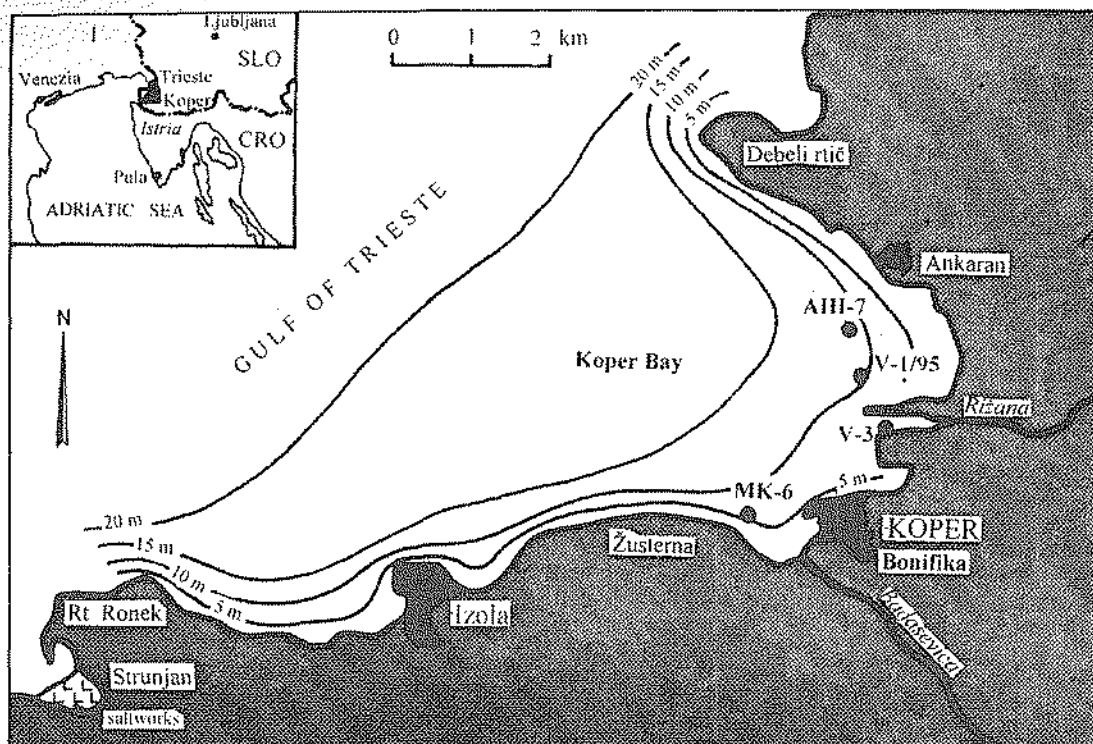 I
Ljubljana
SLO
Venezia
Trieste
Koper
Istria
CRO
Pula
ADRIATIC SEA
0 1 2 km
20 m
15 m
10 m
5 m
Debeli rtič
GULF OF TRIESTE
Ankaran
N
AIII-7
Koper Bay
V-1/95
Rižana
V-3
MK-6
5 m
20 m
KOPER
15 m
Žusterna
Bonifika
10 m
5 m
Rt Ronek
Izola
Badaševica
Strunjan
saltworks